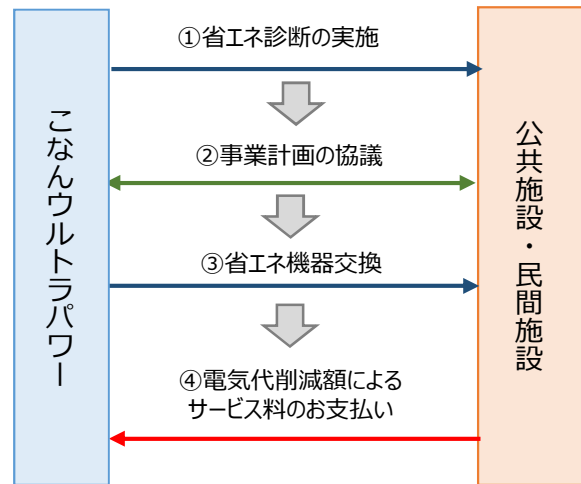 こなんウルトラパワー
①省エネ診断の実施
②事業計画の協議
③省エネ機器交換
④電気代削減額による
サービス料のお支払い
公共施設・民間施設